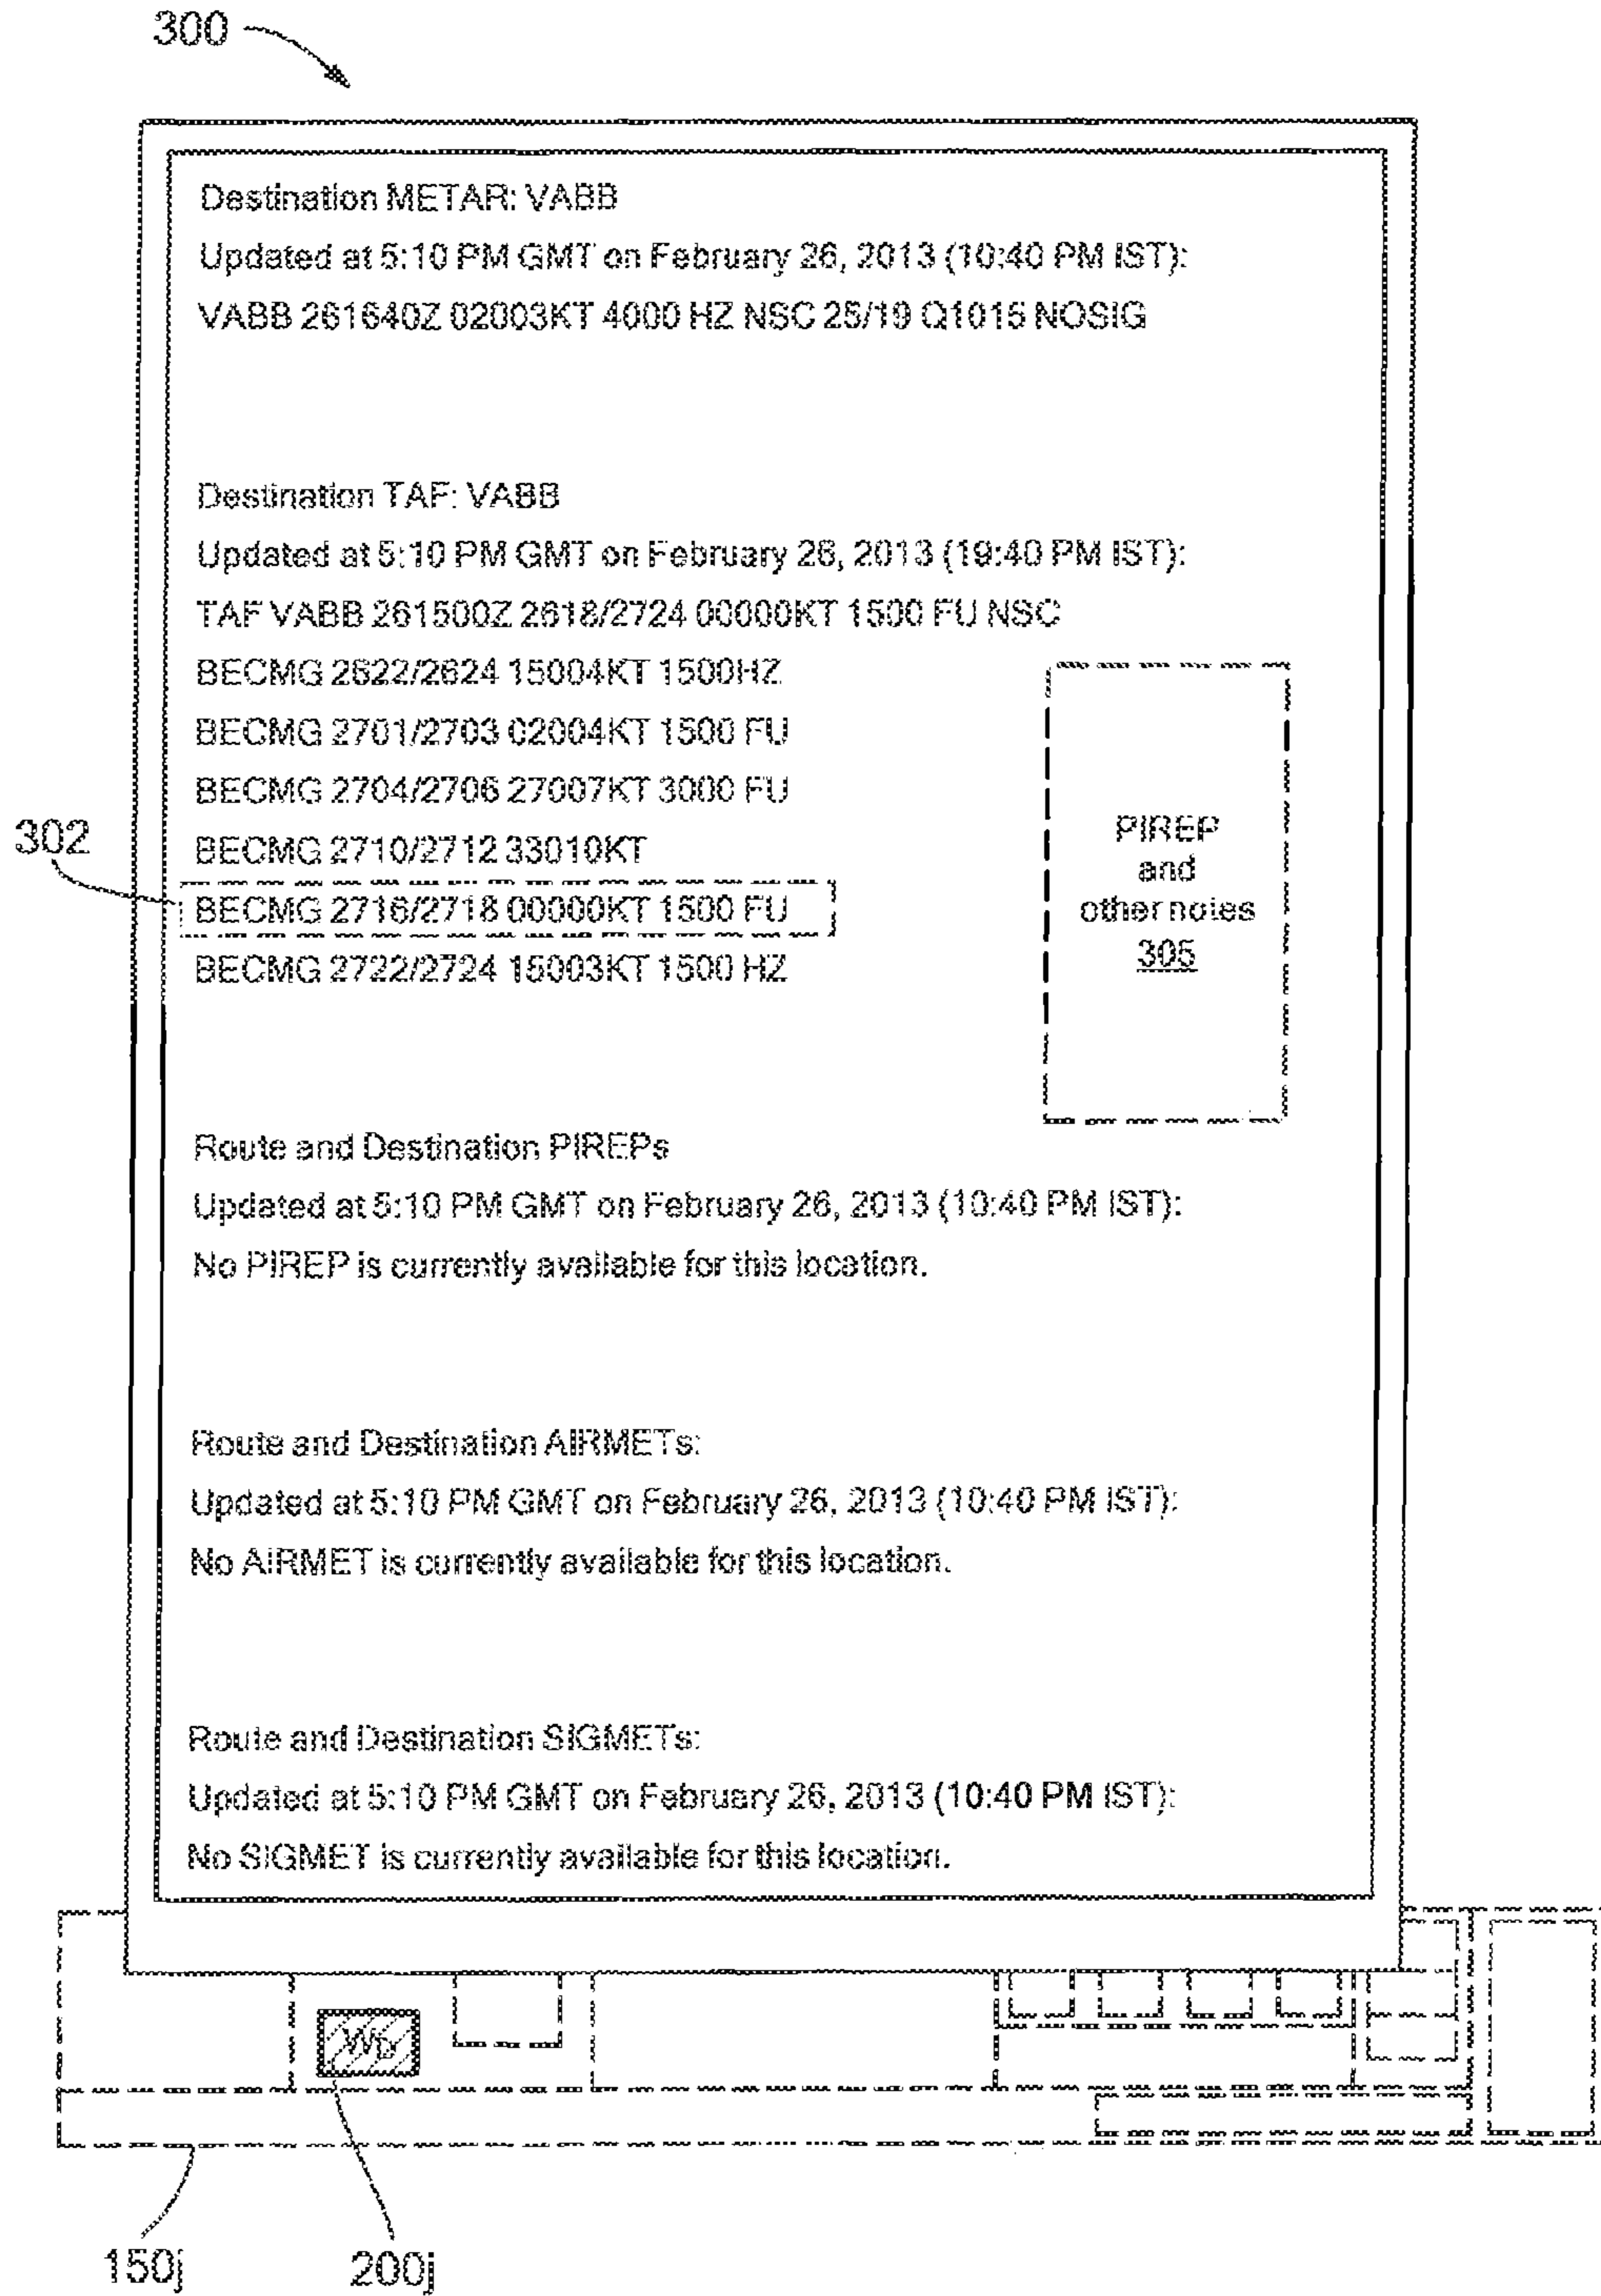 300
Destination METAR: VABB
Updated at 5:10 PM GMT on February 26, 2013 (10:40 PM IST):
VABB 261640Z 02003KT 4000 HZ NSC 25/19 Q1015 NOSIG
Destination TAF: VABB
Updated at 5:10 PM GMT on February 26, 2013 (19:40 PM IST):
TAF VABB 261500Z 2618/2724 00000KT 1500 FU NSC
BECMG 2622/2624 15004KT 1500HZ
BECMG 2701/2703 02004KT 1500 FU
BECMG 2704/2706 27007KT 3000 FU
BECMG 2710/2712 33010KT
302
BECMG 2716/2718 00000KT 1500 FU
BECMG 2722/2724 15003KT 1500 HZ
PIREP
and
other notes
305
Route and Destination PIREPs
Updated at 5:10 PM GMT on February 26, 2013 (10:40 PM IST):
No PIREP is currently available for this location.
Route and Destination AIRMETs:
Updated at 5:10 PM GMT on February 26, 2013 (10:40 PM IST):
No AIRMET is currently available for this location.
Route and Destination SIGMETs:
Updated at 5:10 PM GMT on February 26, 2013 (10:40 PM IST):
No SIGMET is currently available for this location.
150j
200j